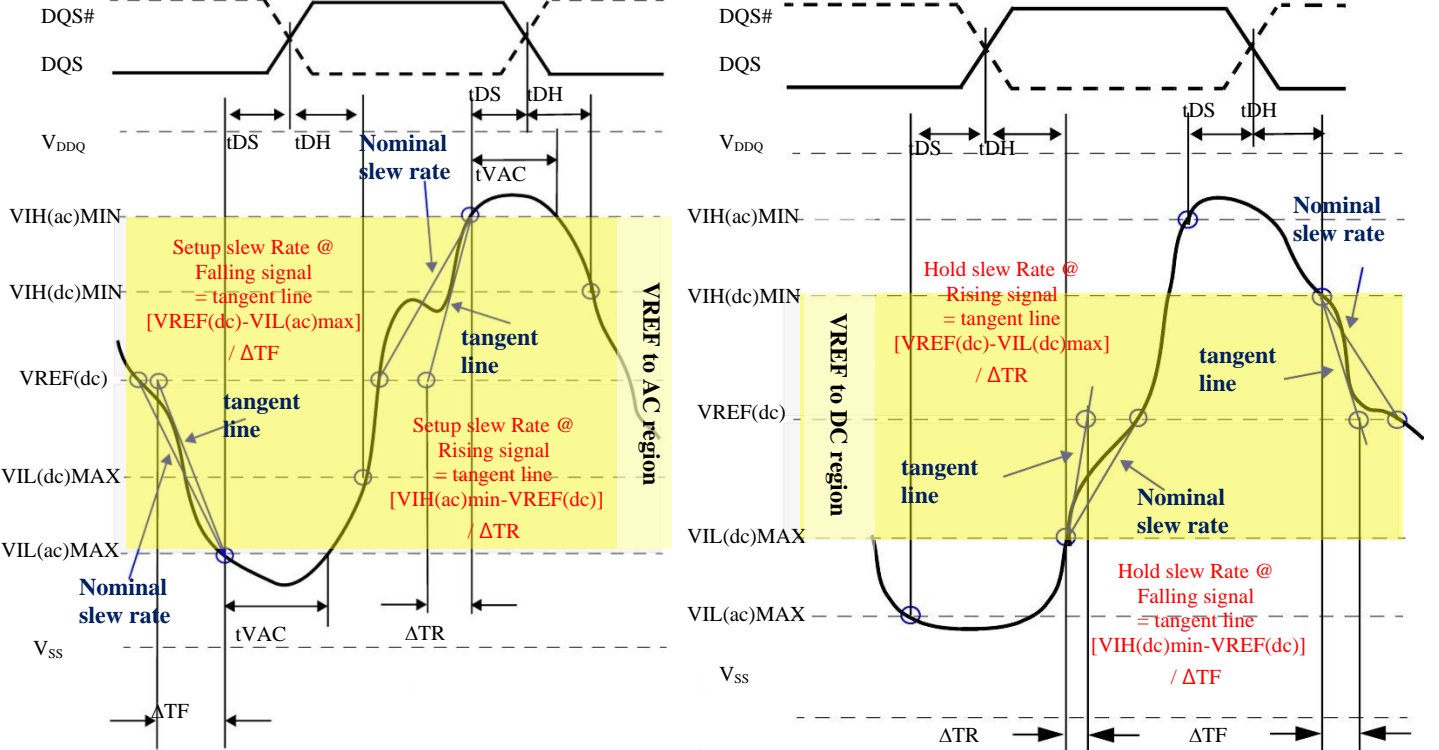 DQS#
DQS
tDS
tDH
tDS
tDH
VDDQ
tVAC
Nominal
slew rate
VIH(ac)MIN
Setup slew Rate @
Falling signal
= tangent line
[VREF(dc)-VIL(ac)max]
/ ΔTF
VIH(dc)MIN
tangent
line
VREF to AC region
VREF(dc)
tangent
line
Setup slew Rate @
Rising signal
= tangent line
[VIH(ac)min-VREF(dc)]
/ ΔTR
VIL(dc)MAX
VIL(ac)MAX
Nominal
slew rate
tVAC
ΔTR
VSS
ΔTF
DQS#
DQS
tDS
tDH
tDS
tDH
VDDQ
VIH(ac)MIN
Nominal
slew rate
Hold slew Rate @
Rising signal
= tangent line
[VREF(dc)-VIL(dc)max]
/ ΔTR
VIH(dc)MIN
VREF to DC region
tangent
line
VREF(dc)
tangent
line
Nominal
slew rate
VIL(dc)MAX
Hold slew Rate @
Falling signal
= tangent line
[VIH(dc)min-VREF(dc)]
/ ΔTF
VIL(ac)MAX
VSS
ΔTR
ΔTF